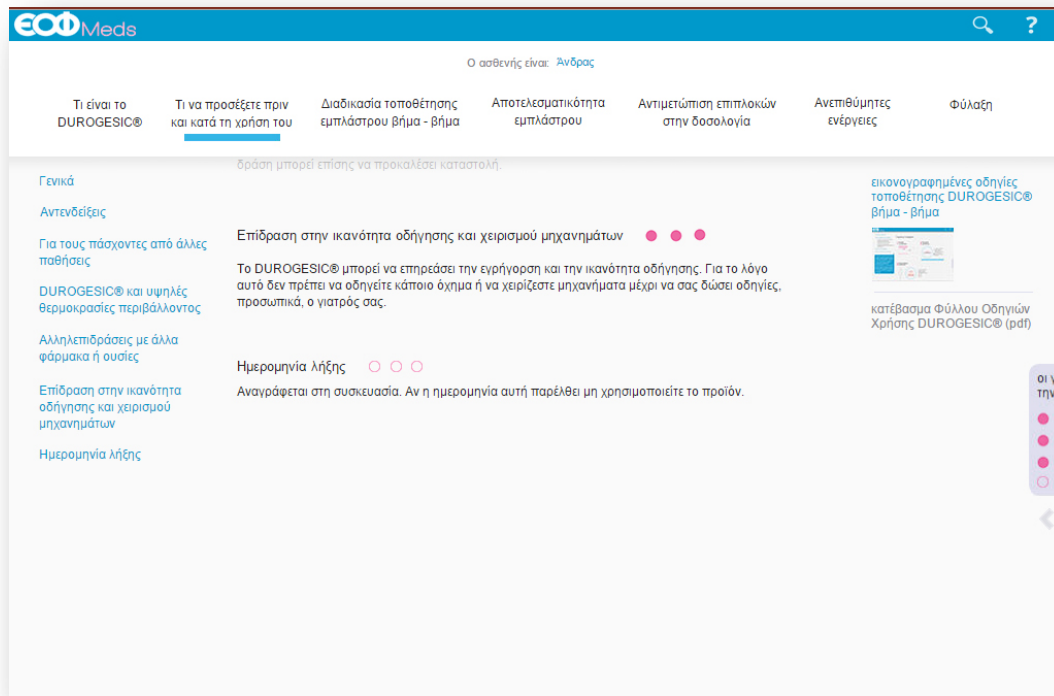 ΕΟΦMeds
?
Ο ασθενής είναι: Άνδρας
Τι είναι το
DUROGESIC®
Τι να προσέξετε πριν
και κατά τη χρήση του
Διαδικασία τοποθέτησης
εμπλάστρου βήμα - βήμα
Αποτελεσματικότητα
εμπλάστρου
Αντιμετώπιση επιπλοκών
στην δοσολογία
Ανεπιθύμητες
ενέργειες
Φύλαξη
Γενικά
Αντενδείξεις
Για τους πάσχοντες από άλλες
παθήσεις
DUROGESIC® και υψηλές
θερμοκρασίες περιβάλλοντος
Αλληλεπιδράσεις με άλλα
φάρμακα ή ουσίες
Επίδραση στην ικανότητα
οδήγησης και χειρισμού
μηχανημάτων
Ημερομηνία λήξης
δράση μπορεί επίσης να προκαλέσει καταστολή.
Επίδραση στην ικανότητα οδήγησης και χειρισμού μηχανημάτων
Το DUROGESIC® μπορεί να επηρεάσει την εγρήγορση και την ικανότητα οδήγησης. Για το λόγο
αυτό δεν πρέπει να οδηγείτε κάποιο όχημα ή να χειρίζεστε μηχανήματα μέχρι να σας δώσει οδηγίες,
προσωπικά, ο γιατρός σας.
Ημερομηνία λήξης
Αναγράφεται στη συσκευασία. Αν η ημερομηνία αυτή παρέλθει μη χρησιμοποιείτε το προϊόν.
εικονογραφημένες οδηγίες
τοποθέτησης DUROGESIC®
βήμα - βήμα
κατέβασμα Φύλλου Οδηγιών
Χρήσης DUROGESIC® (pdf)
οι
την